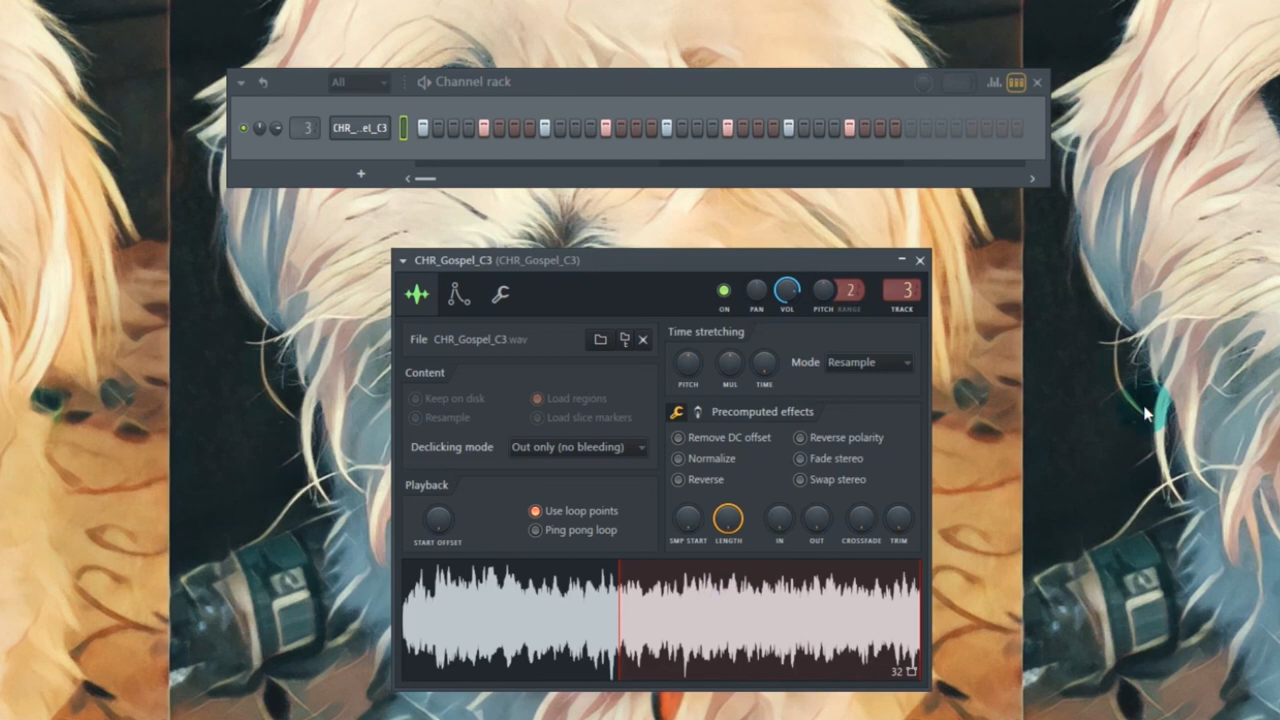 All Channel rack
3 CHR_..el_C3
+
CHR_Gospel_C3 (CHR_Gospel_C3)
2 3
ON PAN VOL PITCH RANGE TRACK
File CHR_Gospel_C3.wav
Time stretching
PITCH MUL TIME
Mode Resample
Content
Keep on disk Load regions
Resample Load slice markers
Declicking mode Out only (no bleeding)
Precomputed effects
Remove DC offset Reverse polarity
Normalize Fade stereo
Reverse Swap stereo
Playback
Use loop points
Ping pong loop
START OFFSET
SMP START LENGTH IN OUT CROSSFADE TRIM
32